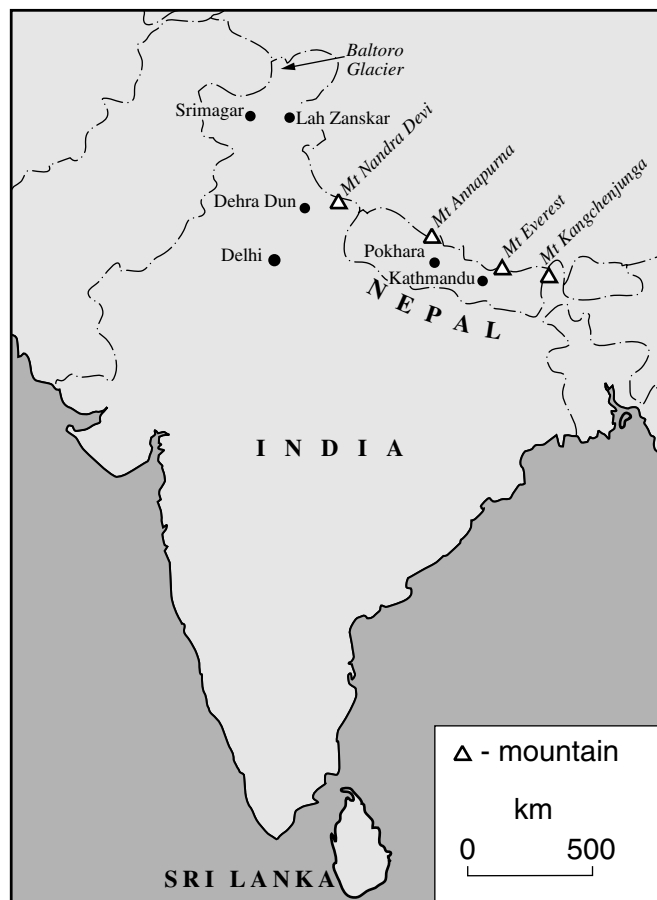 Baltoro
Glacier
Srimagar
Lah Zanskar
Mt Nandra Devi
Dehra Dun
Mt Annapurna
Mt Everest
Mt Kangchenjunga
Delhi
Pokhara
Kathmandu
NEPAL
INDIA
- mountain
km
0 500
SRI LANKA